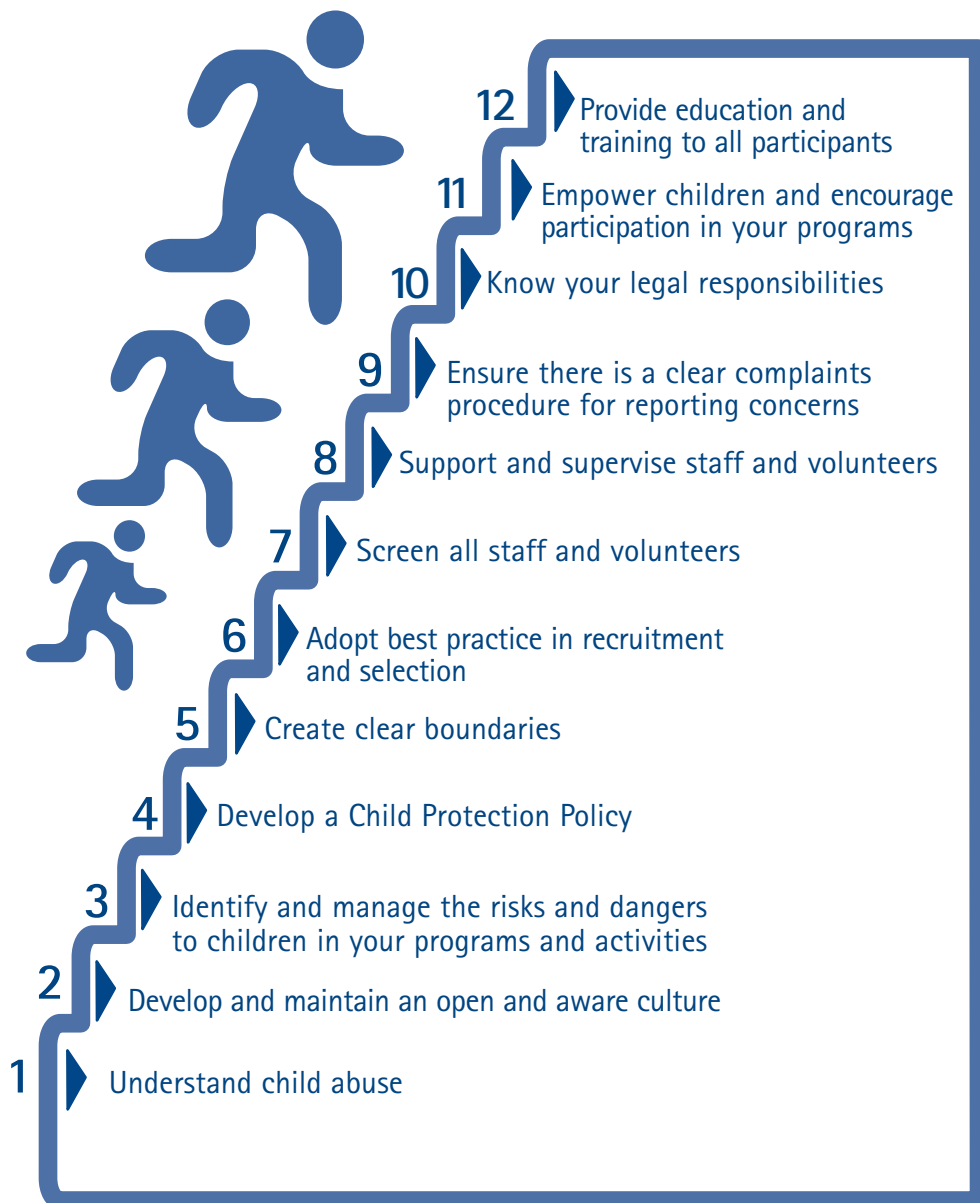 12
Provide education and
training to all participants
11
Empower children and encourage
participation in your programs
10
Know your legal responsibilities
9
Ensure there is a clear complaints
procedure for reporting concerns
8
Support and supervise staff and volunteers
7
Screen all staff and volunteers
6
Adopt best practice in recruitment
and selection
5
Create clear boundaries
4
Develop a Child Protection Policy
3
Identify and manage the risks and dangers
to children in your programs and activities
2
Develop and maintain an open and aware culture
1
Understand child abuse